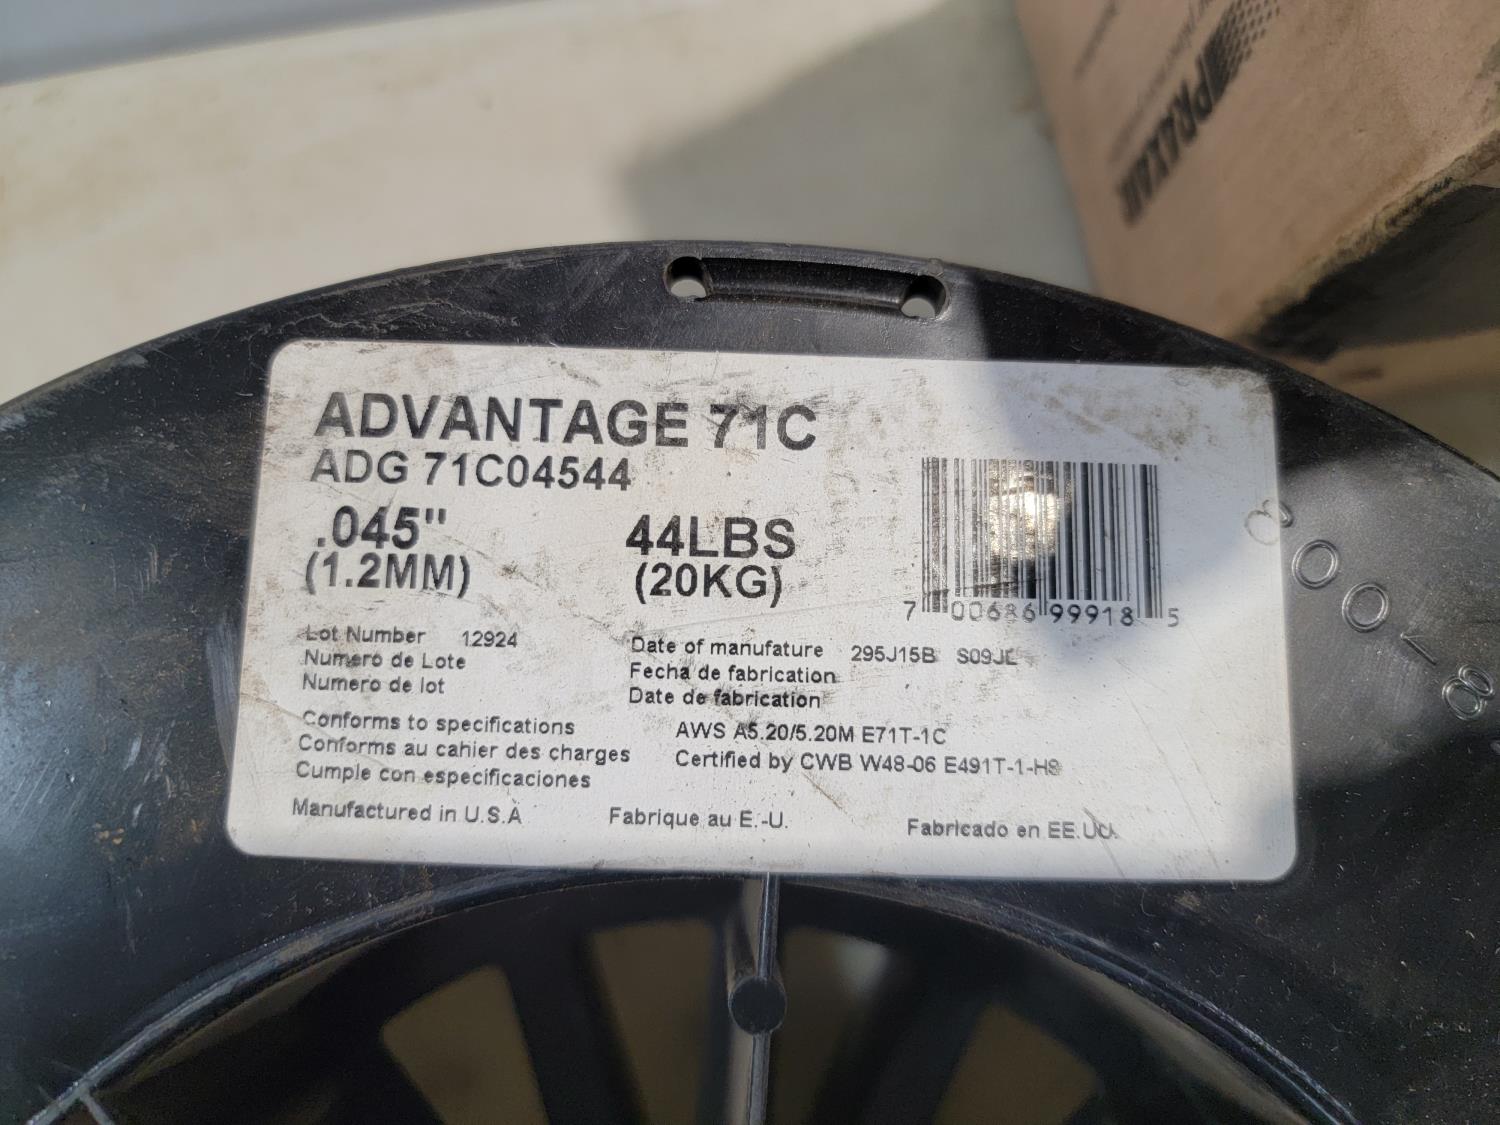 PRAXAIR
ADVANTAGE 71C
ADG 71C04544
.045"
(1.2MM)
44LBS
(20KG)
7 00686 99918 5
Lot Number 12924
Numero de Lote
Numero de lot
Date of manufature 295J15B S09JL
Fecha de fabrication
Date de fabrication
Conforms to specifications
Conforms au cahier des charges
Cumple con especificaciones
AWS A5.20/5.20M E71T-1C
Certified by CWB W48-06 E491T-1-H8
Manufactured in U.S.A
Fabrique au E.-U.
Fabricado en EE.UU.